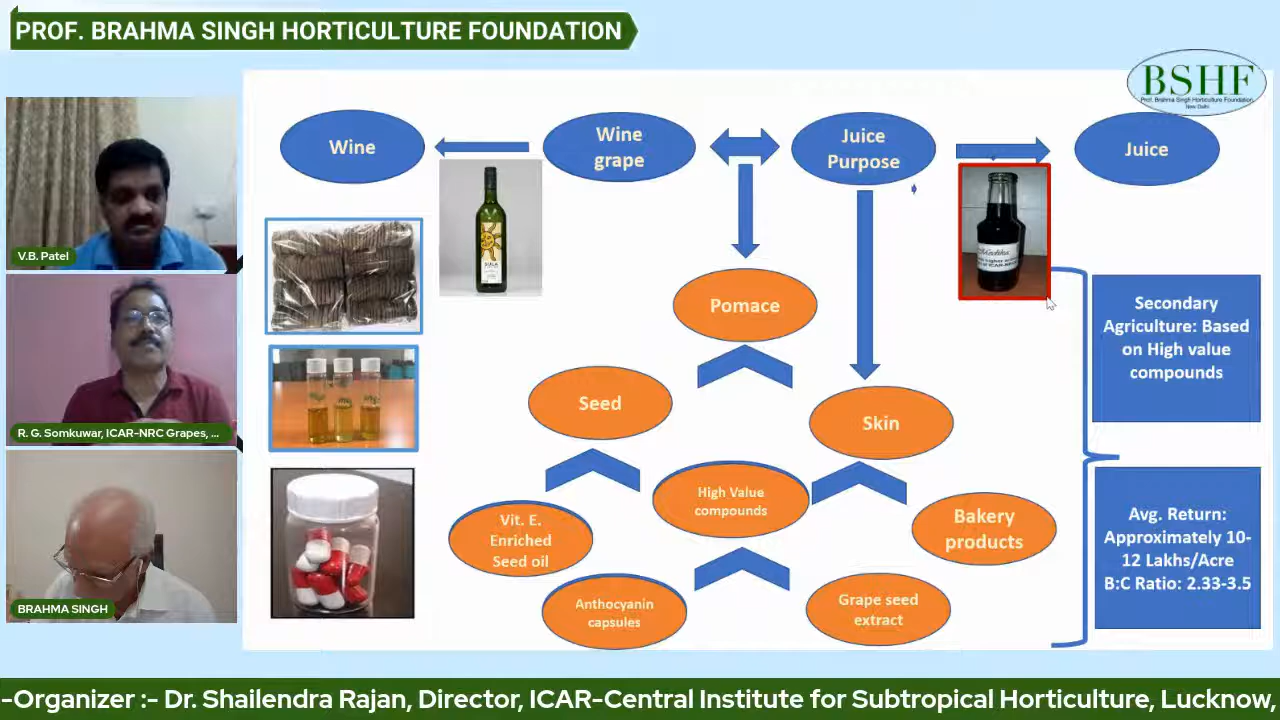 PROF. BRAHMA SINGH HORTICULTURE FOUNDATION
BSHF
Prof. Brahma Singh Horticulture Foundation
New Delhi
Wine
Wine
grape
Juice
Purpose
Juice
V.B. Patel
Pomace
Secondary
Agriculture: Based
on High value
compounds
Seed
Skin
R. G. Somkuwar, ICAR-NRC Grapes, ...
High Value
compounds
Vit. E.
Enriched
Seed oil
Bakery
products
Avg. Return:
Approximately 10-
12 Lakhs/Acre
B:C Ratio: 2.33-3.5
Anthocyanin
capsules
Grape seed
extract
BRAHMA SINGH
-Organizer :- Dr. Shailendra Rajan, Director, ICAR-Central Institute for Subtropical Horticulture, Lucknow,